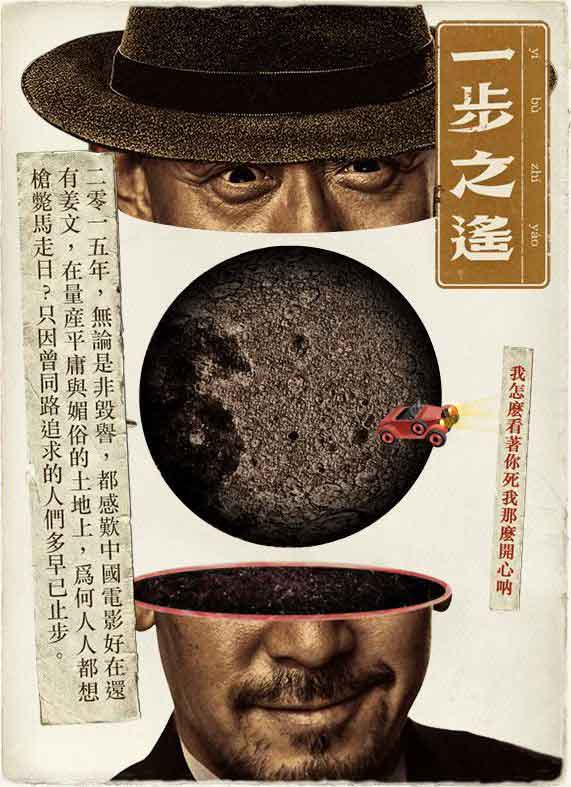 一步之遙
yī bù zhī yáo
二零一五年，無論是非毀譽，都感歎中國電影好在還
有姜文，在量産平庸與媚俗的土地上，爲何人人都想
槍斃馬走日？只因曾同路追求的人們多早已止步。
我怎麼看著你死我那麼開心呐